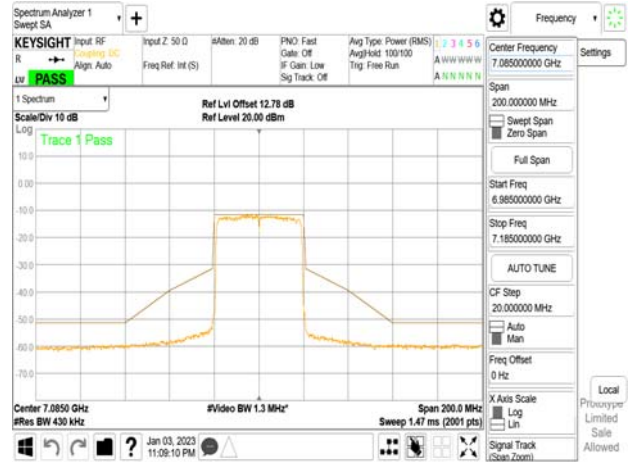 Spectrum Analyzer 1
Swept SA
+
Frequency
KEYSIGHT
R
LV PASS
Input: RF
Coupling: DC
Align: Auto
Input Z: 50 Ω
Freq Ref: Int (S)
#Atten: 20 dB
PNO: Fast
Gate: Off
IF Gain: Low
Sig Track: Off
Avg Type: Power (RMS)
Avg|Hold: 100/100
Trig: Free Run
1 2 3 4 5 6
A W W W W W
A N N N N N
1 Spectrum
Scale/Div 10 dB
Ref Lvl Offset 12.78 dB
Ref Level 20.00 dBm
Log
Trace 1 Pass
10.0
0.00
-10.0
-20.0
-30.0
-40.0
-50.0
-60.0
-70.0
Center 7.0850 GHz
#Res BW 430 kHz
#Video BW 1.3 MHz*
Span 200.0 MHz
Sweep 1.47 ms (2001 pts)
?
Jan 03, 2023
11:09:10 PM
Center Frequency
7.085000000 GHz
Settings
Span
200.000000 MHz
Swept Span
Zero Span
Full Span
Start Freq
6.985000000 GHz
Stop Freq
7.185000000 GHz
AUTO TUNE
CF Step
20.000000 MHz
Auto
Man
Freq Offset
0 Hz
X Axis Scale
Log
Lin
Signal Track
(Span Zoom)
Local
Prototype
Limited
Sale
Allowed